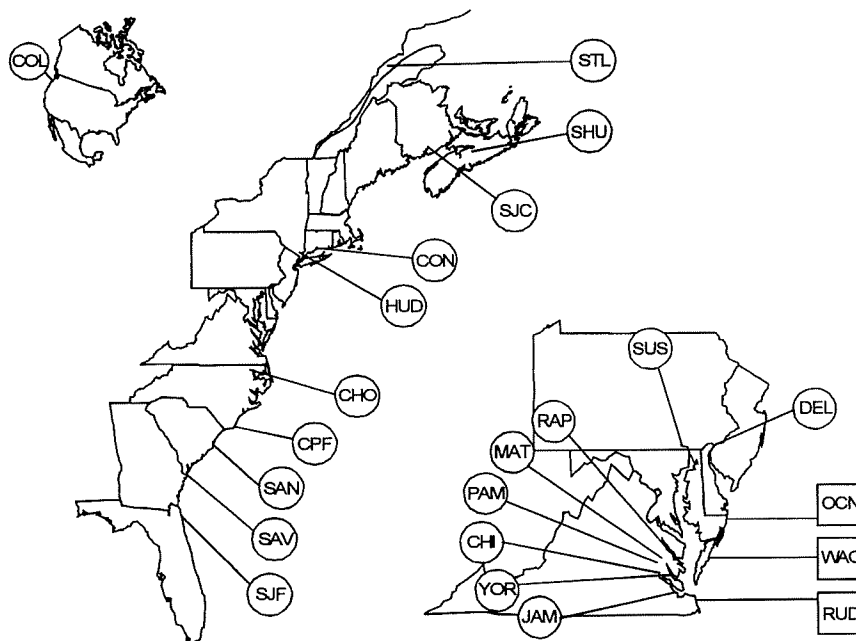 COL
STL
SHU
SJC
CON
HUD
CHO
CPF
SAN
SAV
SJF
SUS
DEL
RAP
MAT
PAM
CHI
YOR
JAM
OCN
WAC
RUD